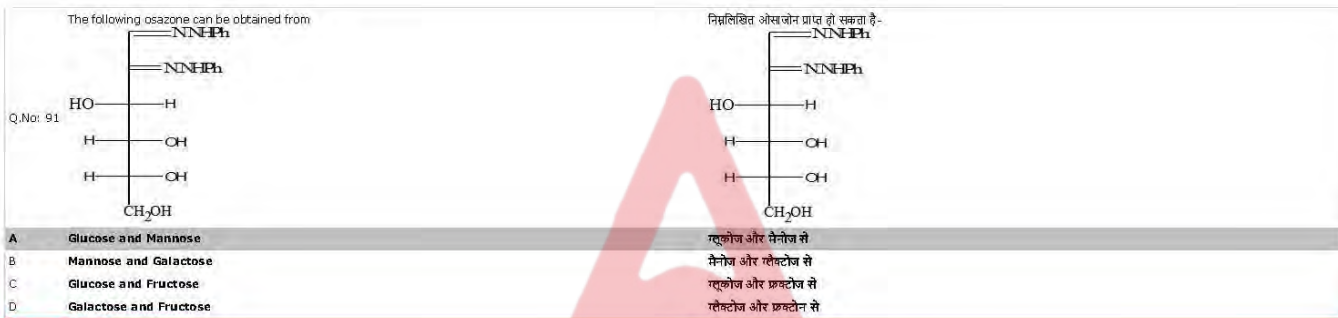 The following osazone can be obtained from
NNHPh
NNHPh
HO H
Q.No: 91
H OH
H OH
CH₂OH
निम्नलिखित ओसाजोन प्राप्त हो सकता है-
NNHPh
NNHPh
HO H
H OH
H OH
CH₂OH
A Glucose and Mannose ग्लूकोज और मैनोज से
B Mannose and Galactose मैनोज और ग्लैक्टोज से
C Glucose and Fructose ग्लूकोज और फ्रक्टोज से
D Galactose and Fructose ग्लैक्टोज और फ्रक्टोन से